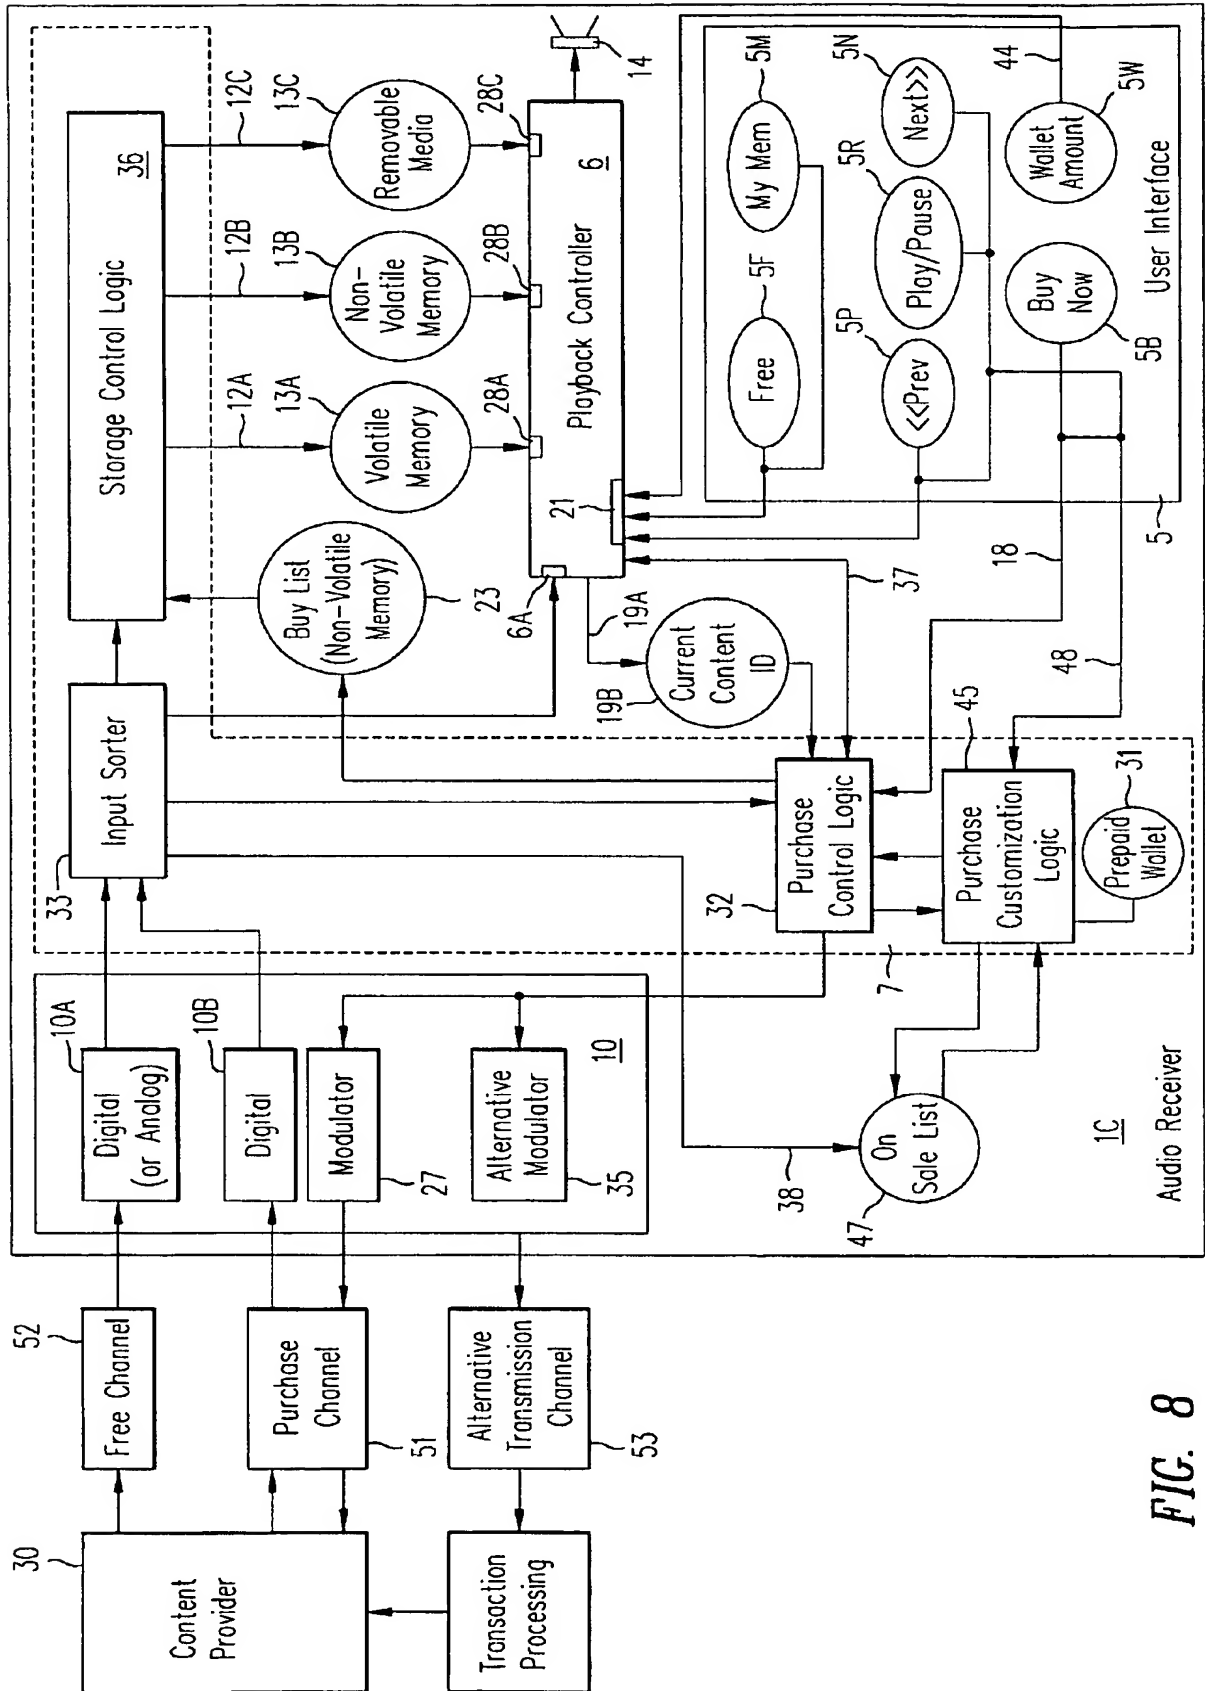 30
Content
Provider
52
Free Channel
Purchase
Channel
51
Alternative
Transmission
Channel
53
Transaction
Processing
10A
Digital
(or Analog)
10B
Digital
Modulator
27
Alternative
Modulator
35
10
33
Input Sorter
Storage Control Logic
36
12A
12B
12C
13A
Volatile
Memory
13B
Non-
Volatile
Memory
13C
Removable
Media
Buy List
(Non-Volatile
Memory)
23
28A
28B
28C
6A
21
Playback Controller
6
14
19A
19B
Current
Content
ID
37
32
Purchase
Control Logic
45
Purchase
Customization
Logic
31
Prepaid
Wallet
7
38
47
On
Sale List
18
48
5
5F
Free
5M
My Mem
5P
<<Prev
5R
Play/Pause
5N
Next>>
Buy
Now
5B
Wallet
Amount
5W
44
User Interface
1C
Audio Receiver
FIG. 8